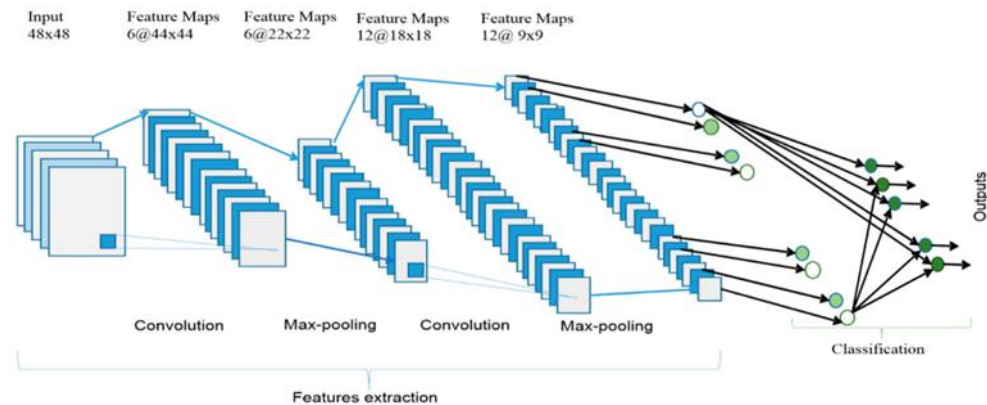 Input
48x48
Feature Maps
6@44x44
Feature Maps
6@22x22
Feature Maps
12@18x18
Feature Maps
12@ 9x9
Outputs
Convolution
Max-pooling
Convolution
Max-pooling
Classification
Features extraction